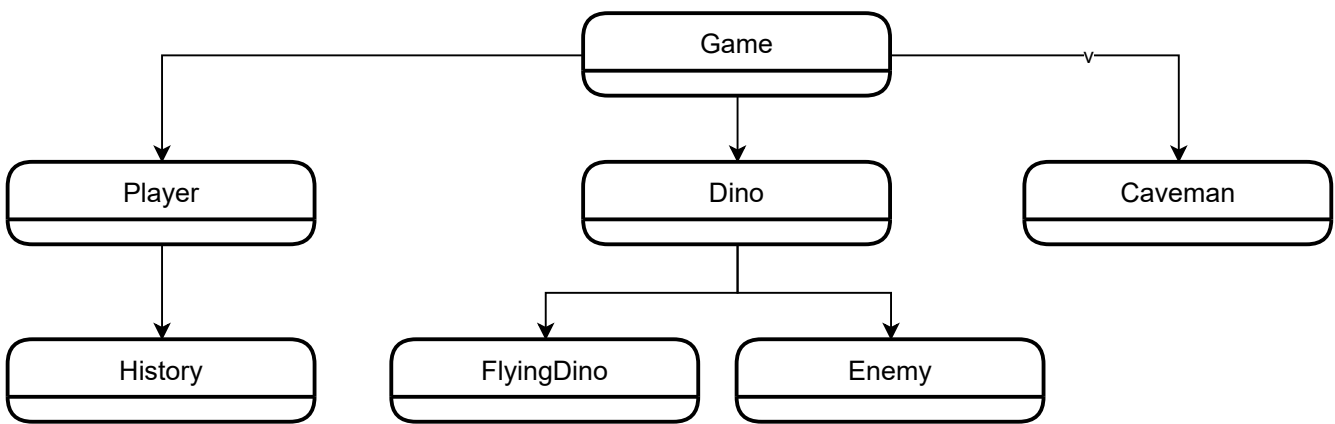 Game
v
Player
Dino
Caveman
History
FlyingDino
Enemy